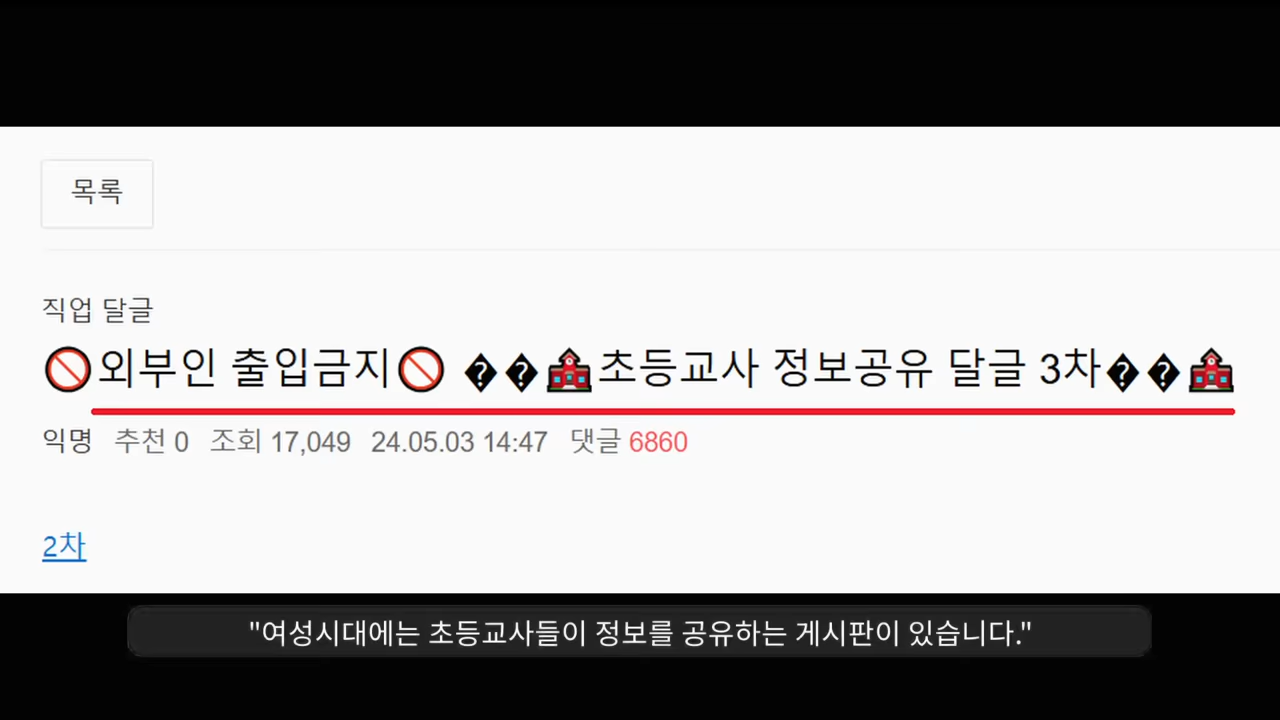 목록
직업 달글
🚫외부인 출입금지🚫 ��🏫초등교사 정보공유 달글 3차��🏫
익명 추천 0 조회 17,049 24.05.03 14:47 댓글 6860
2차
"여성시대에는 초등교사들이 정보를 공유하는 게시판이 있습니다."